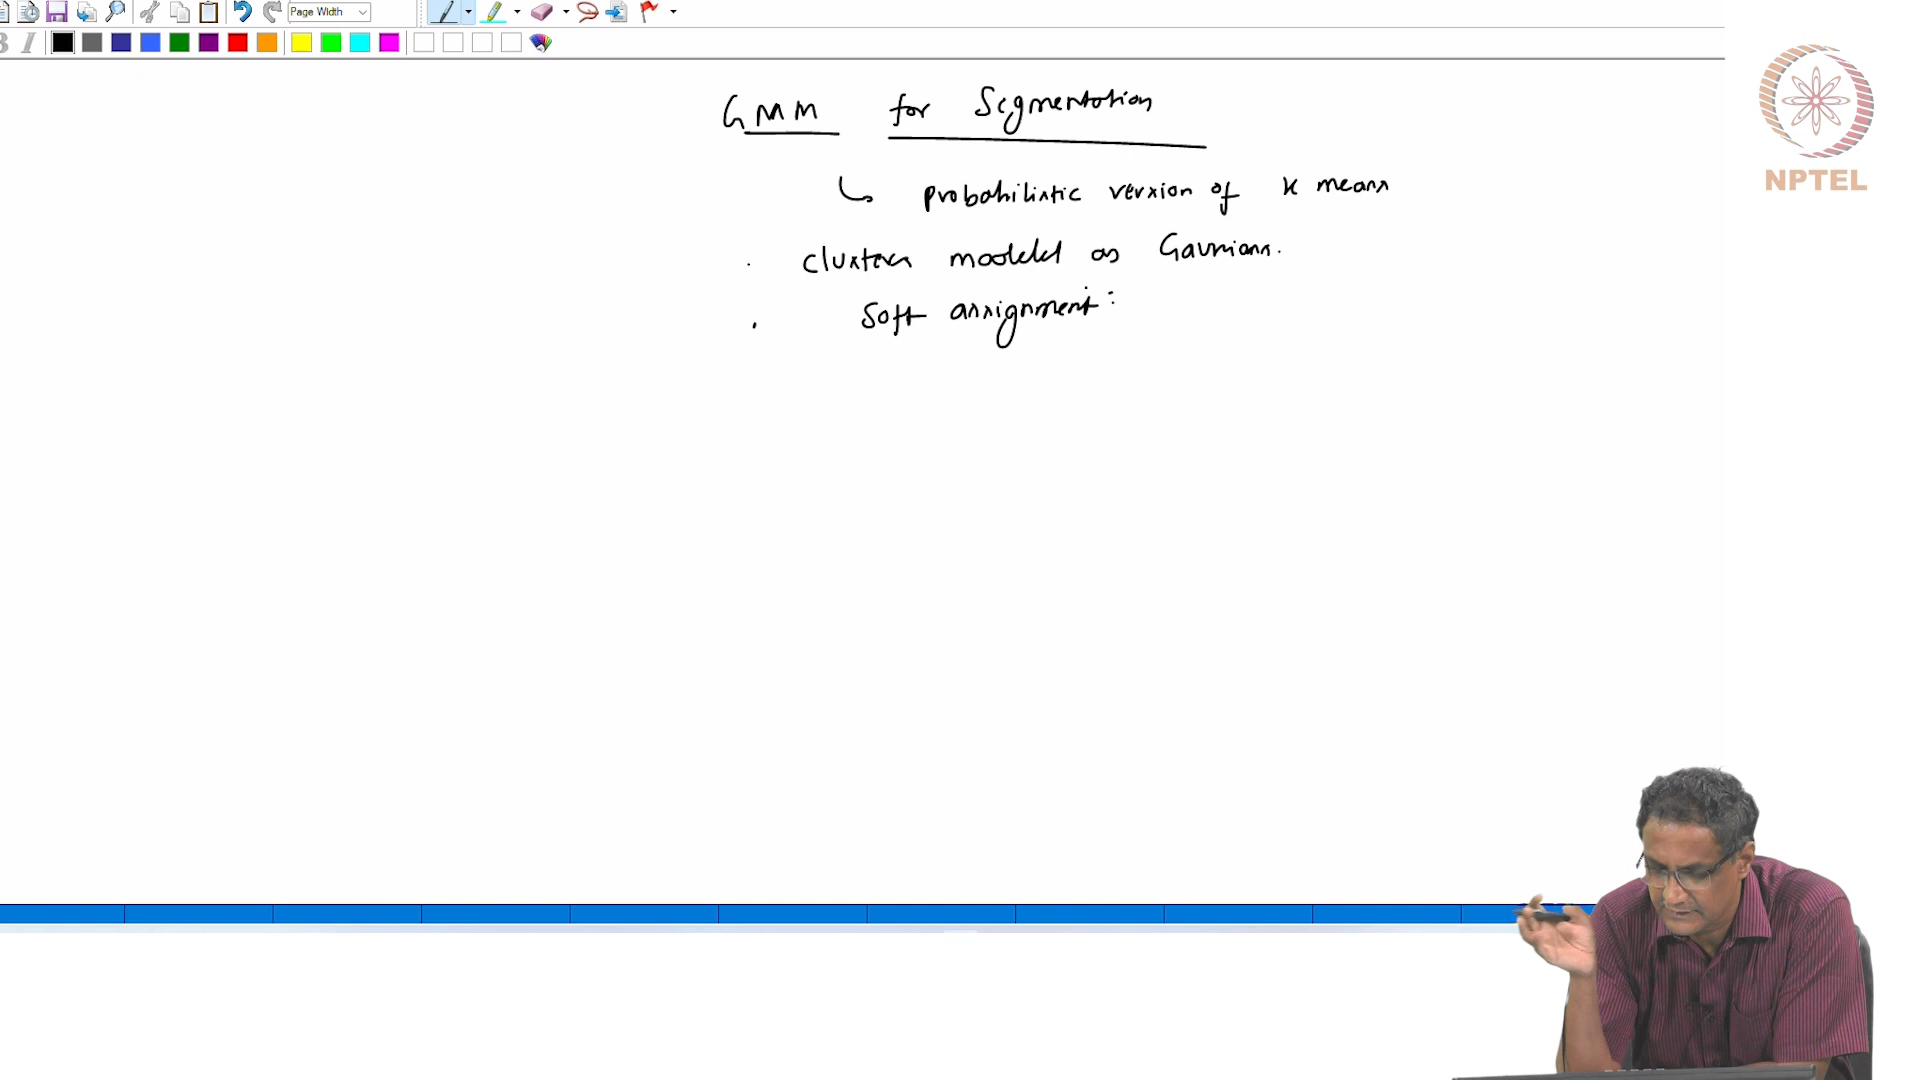 Page Width
B I
GMM for Segmentation
↳ probabilistic version of k means
NPTEL
. clusters modeled as Gaussians.
. Soft assignment: